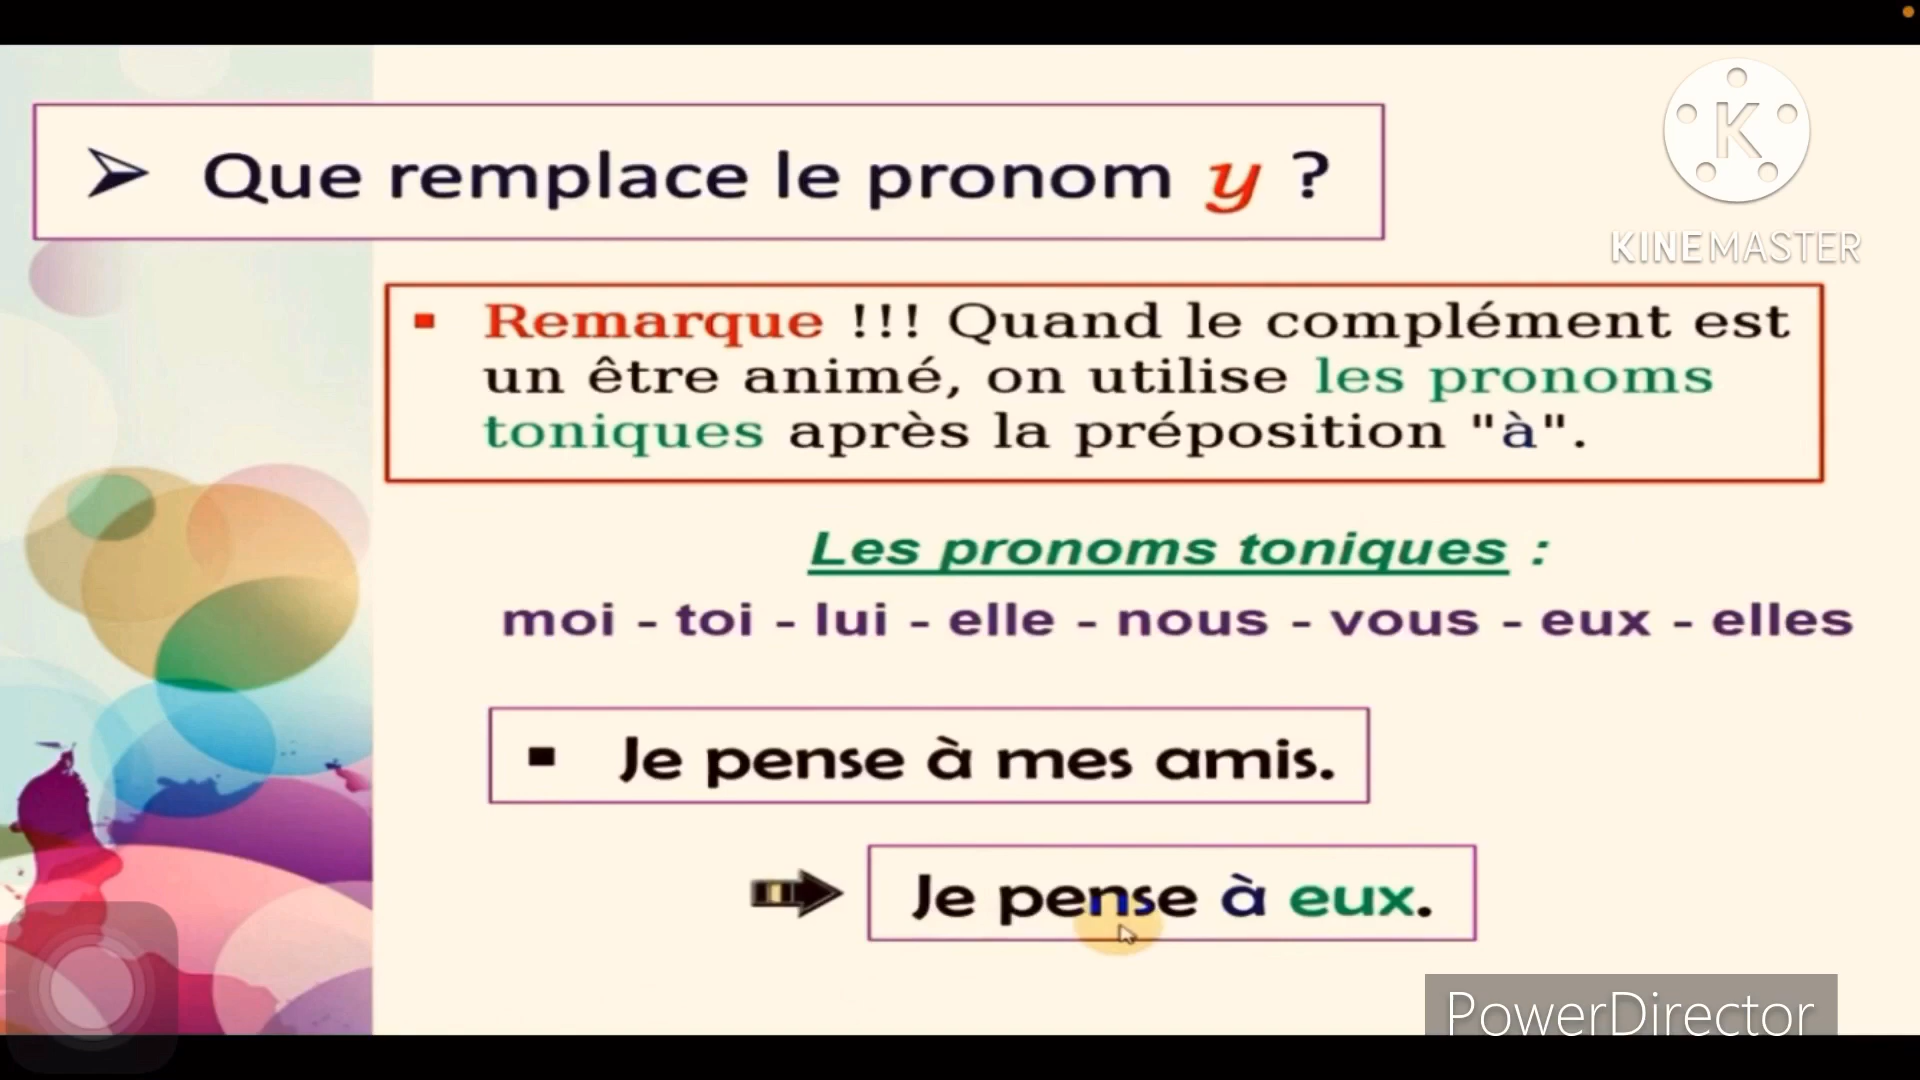 ➢ Que remplace le pronom y ?
K
KINEMASTER
▪ Remarque !!! Quand le complément est
un être animé, on utilise les pronoms
toniques après la préposition "à".
Les pronoms toniques :
moi - toi - lui - elle - nous - vous - eux - elles
▪ Je pense à mes amis.
Je pense à eux.
PowerDirector